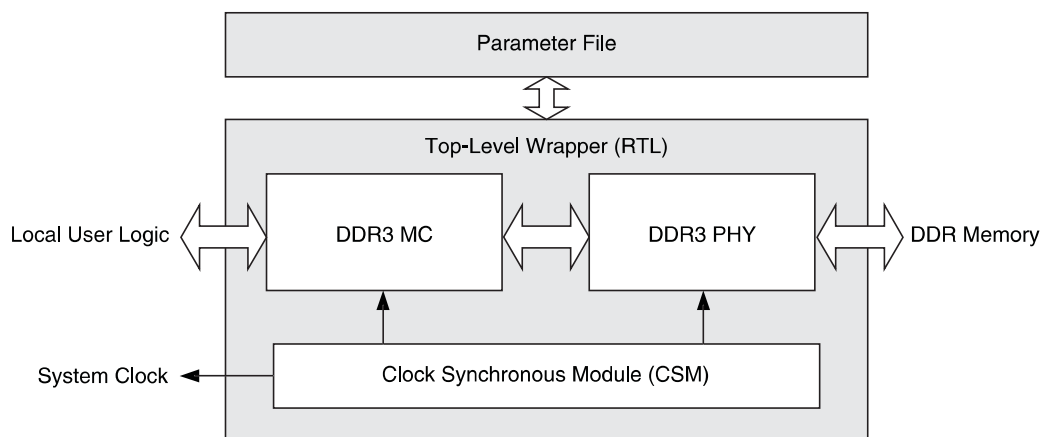 Parameter File
Top-Level Wrapper (RTL)
Local User Logic
DDR3 MC
DDR3 PHY
DDR Memory
System Clock
Clock Synchronous Module (CSM)